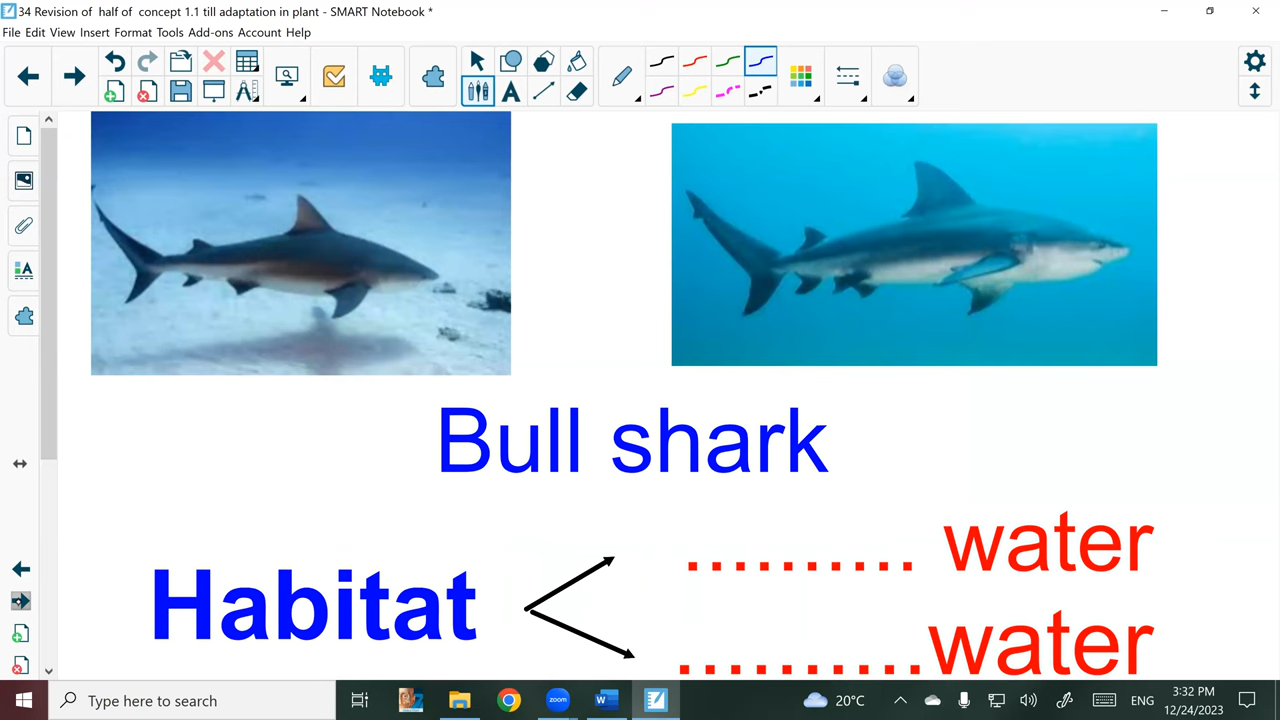 34 Revision of half of concept 1.1 till adaptation in plant - SMART Notebook *
File Edit View Insert Format Tools Add-ons Account Help
Bull shark
.......... water
Habitat
..........water
Type here to search
zoom
20°C
ENG
3:32 PM
12/24/2023